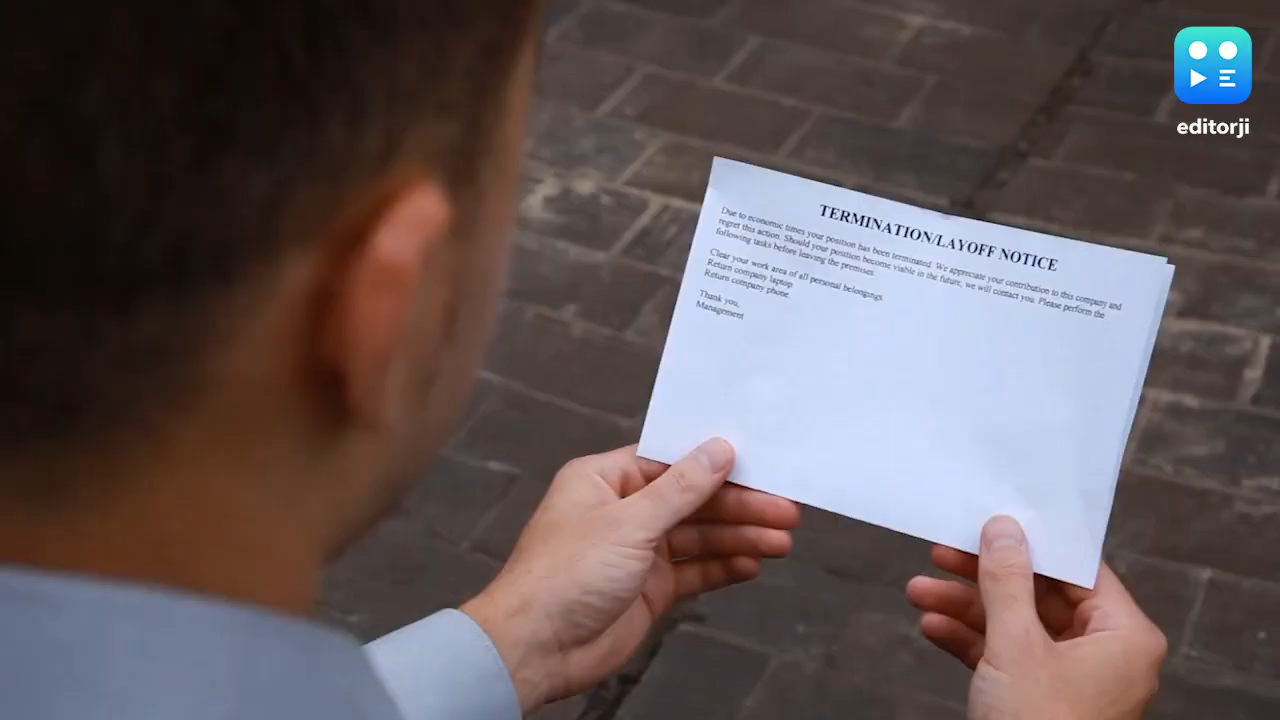 editorji
TERMINATION/LAYOFF NOTICE
Due to economic times your position has been terminated. We appreciate your contribution to this company and
regret this action. Should your position become viable in the future, we will contact you. Please perform the
following tasks before leaving the premises.
Clear your work area of all personal belongings
Return company laptop
Return company phone
Thank you,
Management